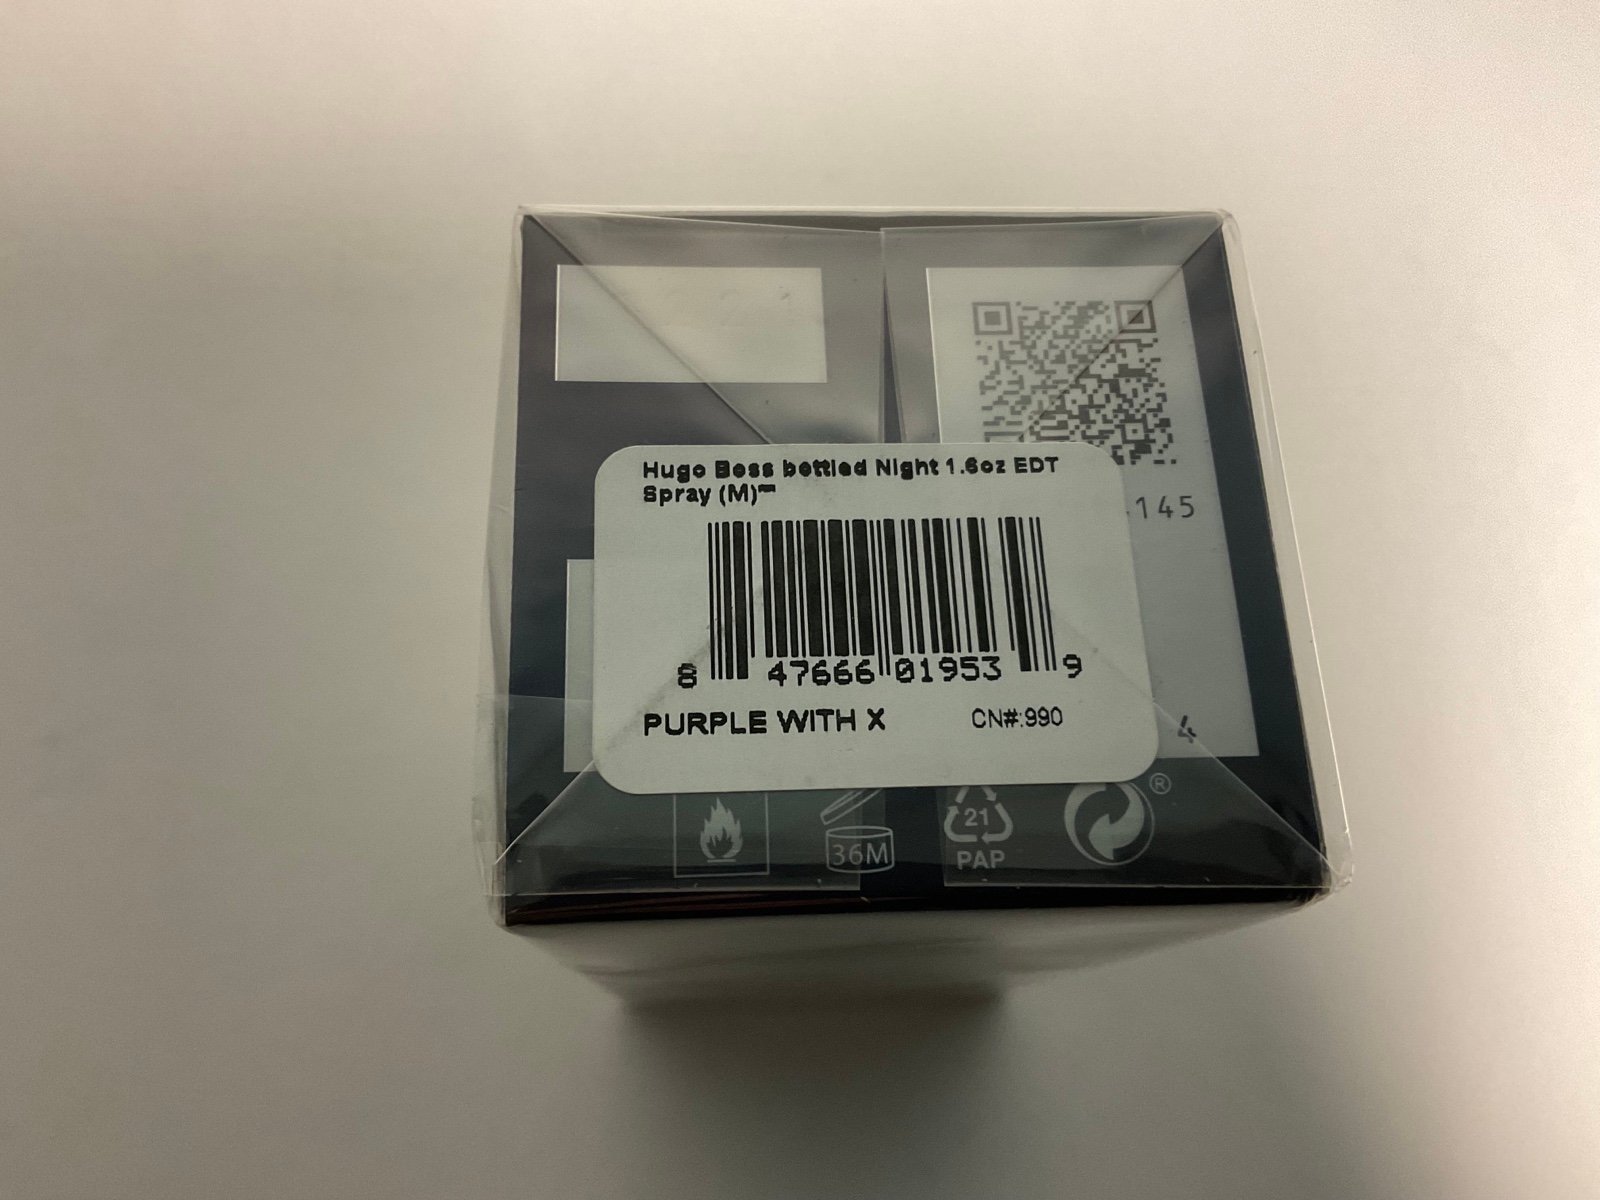 Hugo Boss bottled Night 1.6oz EDT
Spray (M)™
145
8 47666 01953 9
PURPLE WITH X CN#:990
4
36M
21
PAP
®